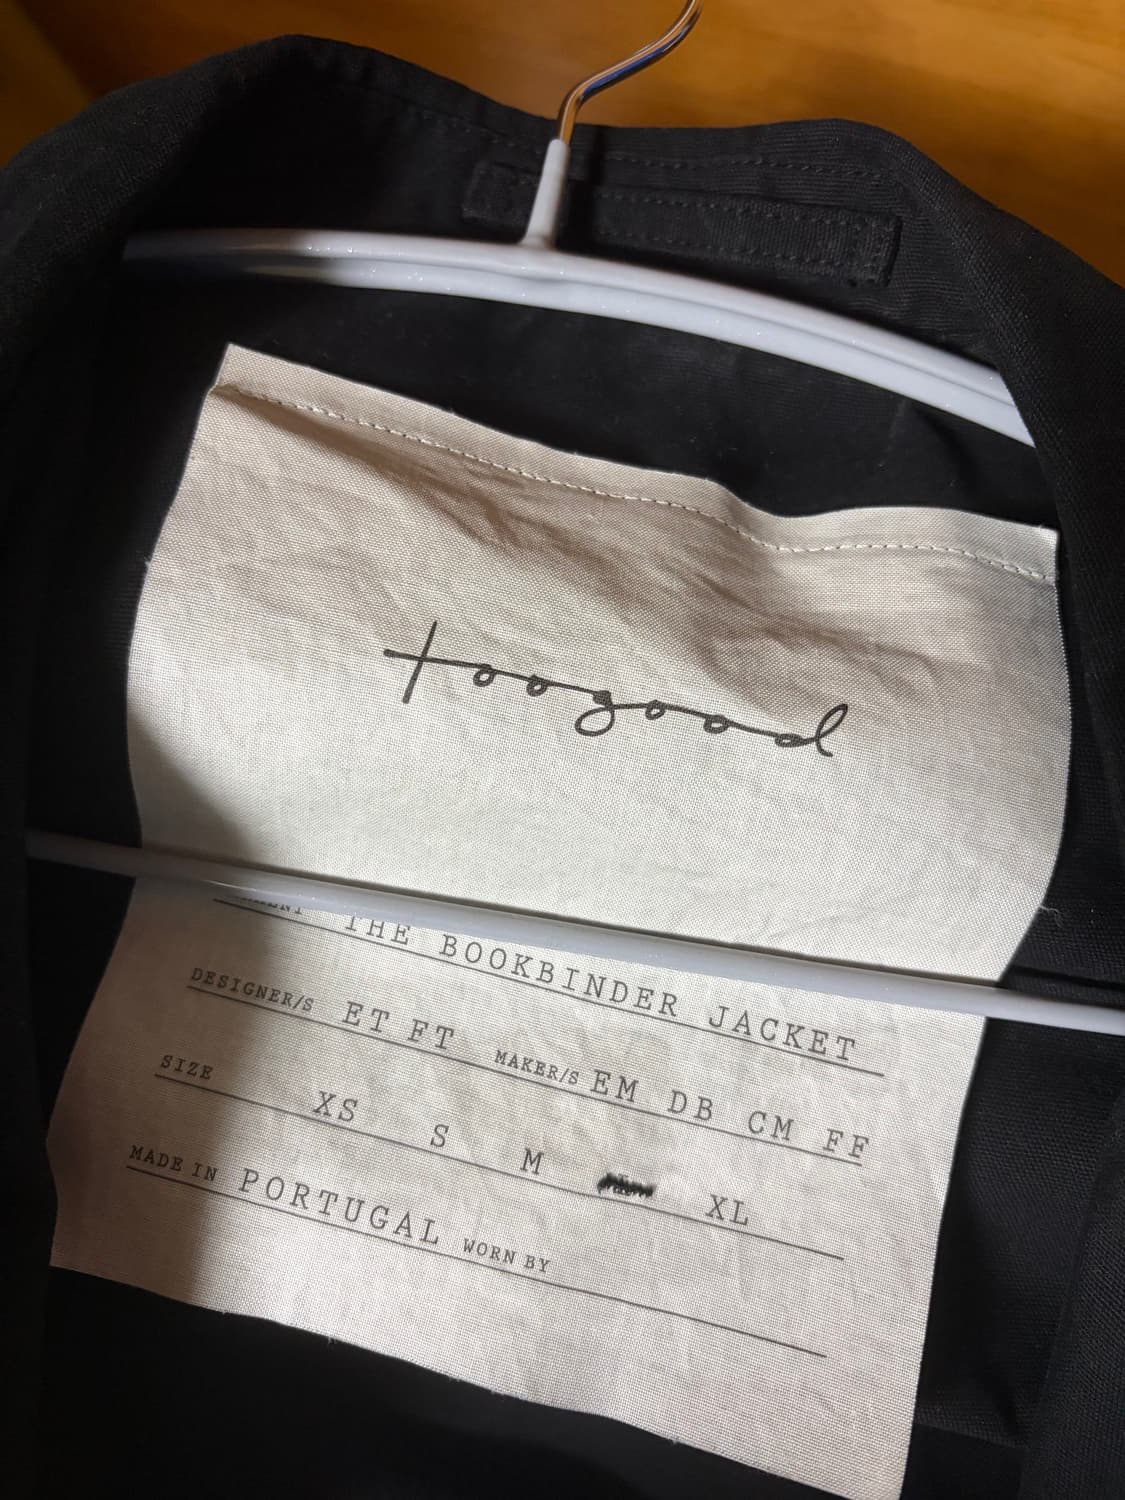 toogood
THE BOOKBINDER JACKET
DESIGNER/S ET FT MAKER/S EM DB CM FF
SIZE XS S M XL
MADE IN PORTUGAL WORN BY